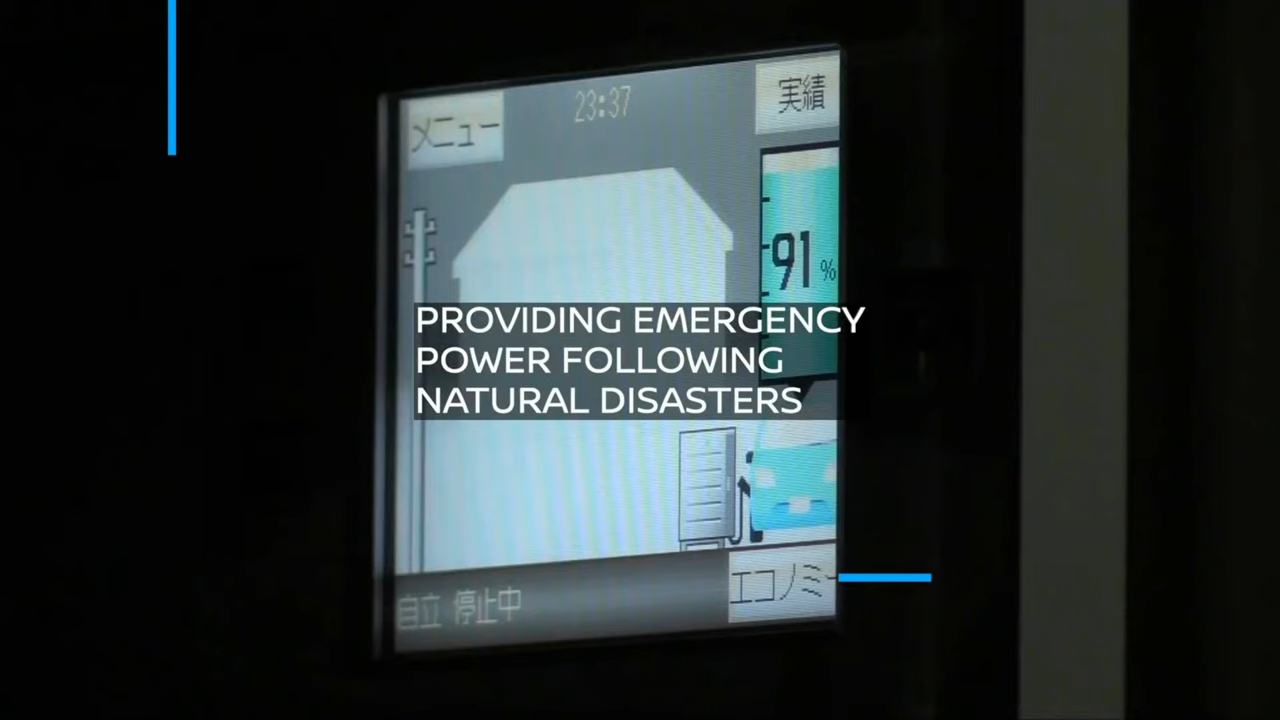 メニュー
23:37
実績
91%
PROVIDING EMERGENCY
POWER FOLLOWING
NATURAL DISASTERS
エコノミー
自立 停止中